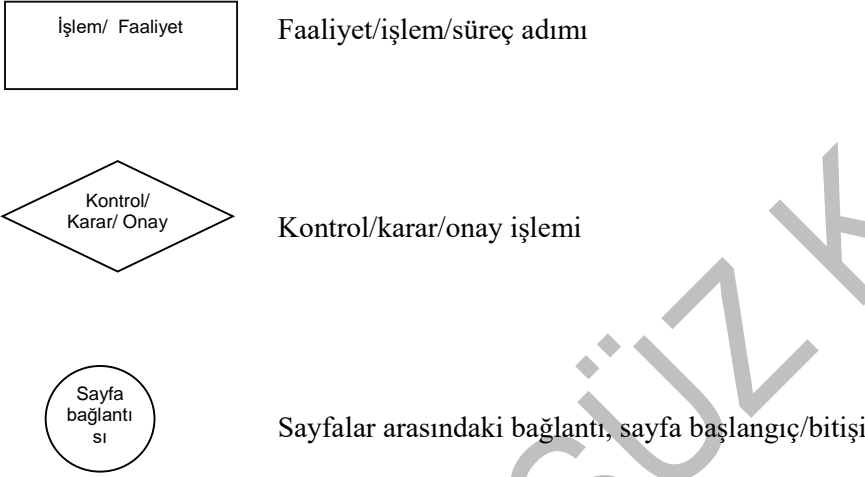 İşlem/ Faaliyet
Faaliyet/işlem/süreç adımı
Kontrol/
Karar/ Onay
Kontrol/karar/onay işlemi
Sayfa
bağlantı
sı
Sayfalar arasındaki bağlantı, sayfa başlangıç/bitişi
SÜZ K